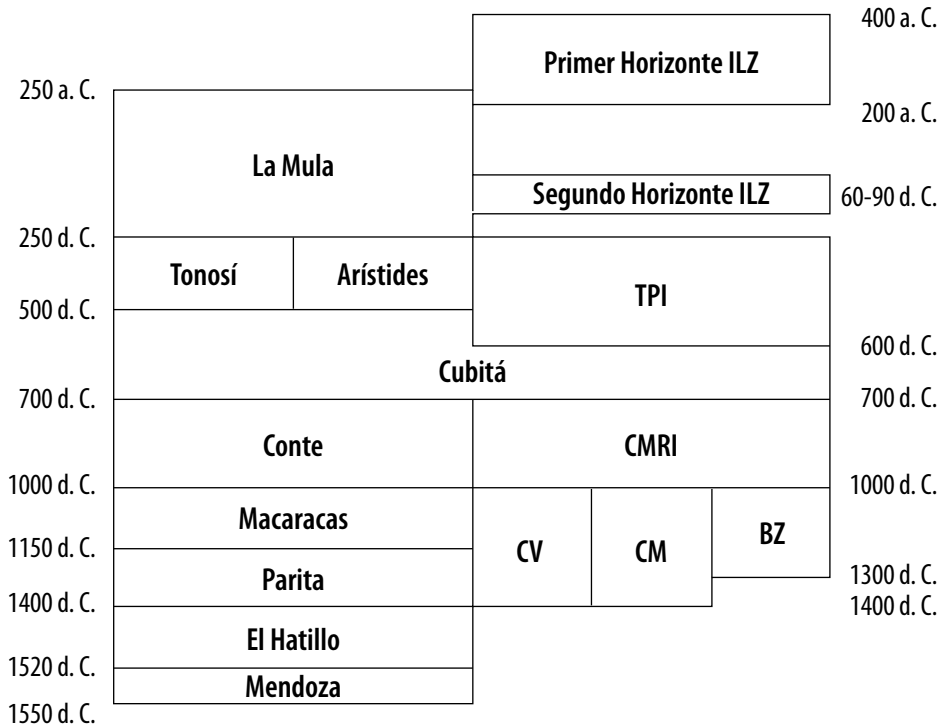 400 a. C.
Primer Horizonte ILZ
250 a. C.
200 a. C.
La Mula
Segundo Horizonte ILZ
60-90 d. C.
250 d. C.
Tonosí
Arístides
TPI
500 d. C.
600 d. C.
Cubitá
700 d. C.
700 d. C.
Conte
CMRI
1000 d. C.
1000 d. C.
Macaracas
CV
CM
BZ
1150 d. C.
Parita
1300 d. C.
1400 d. C.
1400 d. C.
El Hatillo
1520 d. C.
Mendoza
1550 d. C.